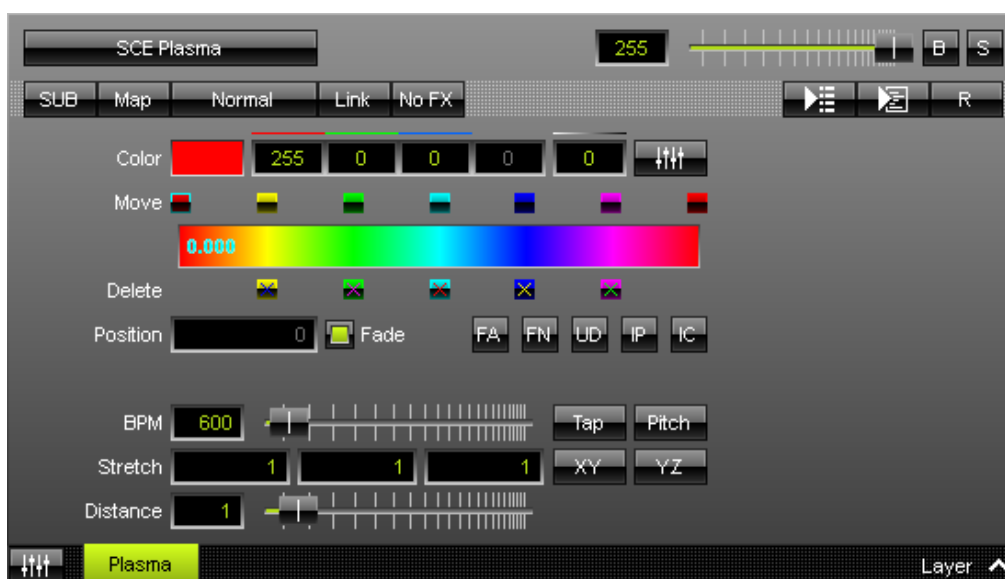 SCE Plasma 255 B S
SUB Map Normal Link No FX R
Color 255 0 0 0 0
Move
0.000
Delete
Position 0 Fade FA FN UD IP IC
BPM 600 Tap Pitch
Stretch 1 1 1 XY YZ
Distance 1
Plasma Layer